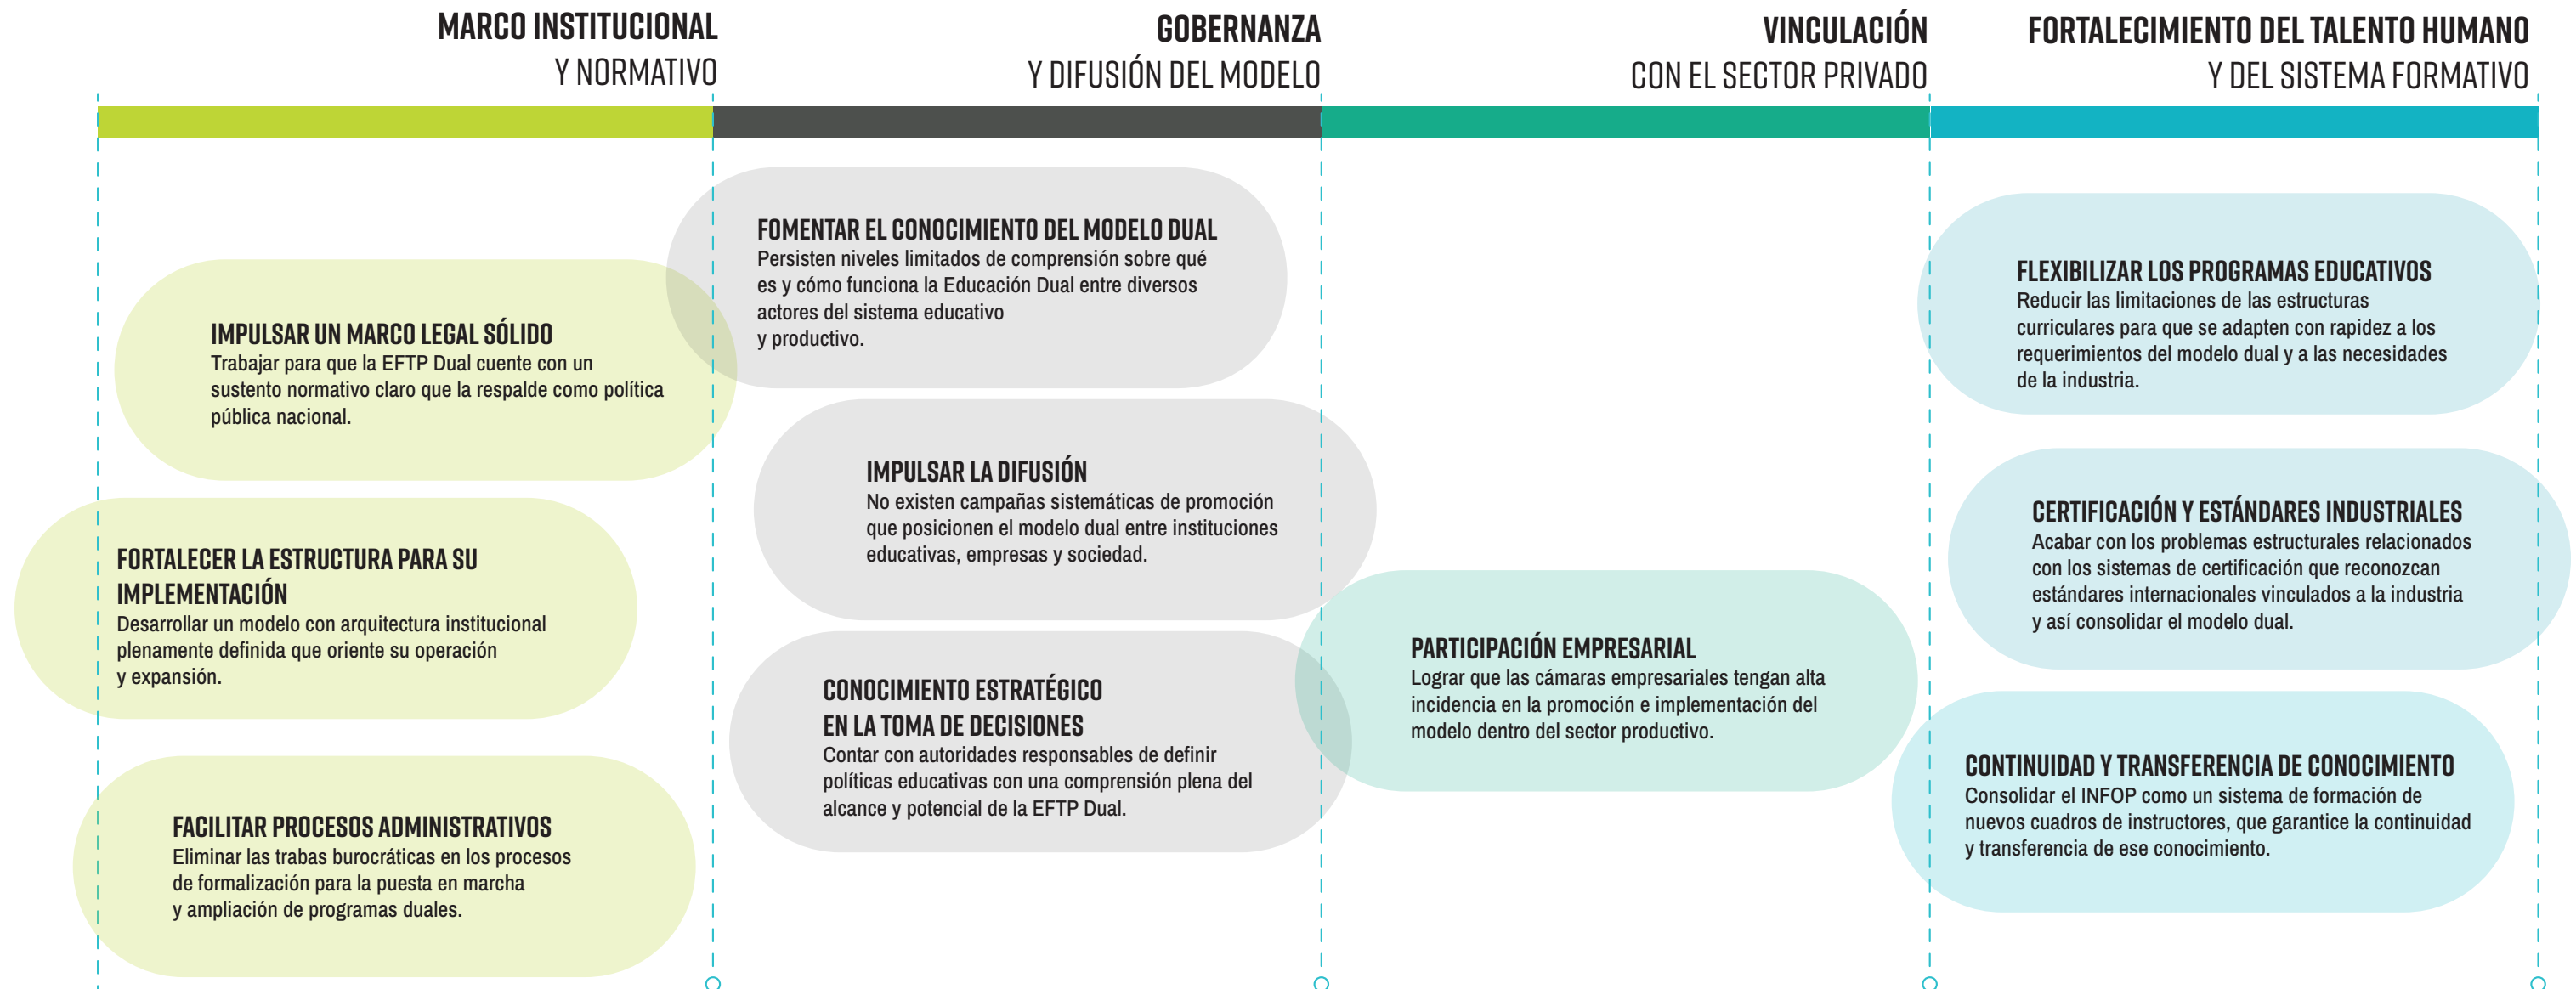 MARCO INSTITUCIONAL
Y NORMATIVO
GOBERNANZA
Y DIFUSIÓN DEL MODELO
VINCULACIÓN
CON EL SECTOR PRIVADO
FORTALECIMIENTO DEL TALENTO HUMANO
Y DEL SISTEMA FORMATIVO
IMPULSAR UN MARCO LEGAL SÓLIDO
Trabajar para que la EFTP Dual cuente con un
sustento normativo claro que la respalde como política
pública nacional.
FORTALECER LA ESTRUCTURA PARA SU
IMPLEMENTACIÓN
Desarrollar un modelo con arquitectura institucional
plenamente definida que oriente su operación
y expansión.
FACILITAR PROCESOS ADMINISTRATIVOS
Eliminar las trabas burocráticas en los procesos
de formalización para la puesta en marcha
y ampliación de programas duales.
FOMENTAR EL CONOCIMIENTO DEL MODELO DUAL
Persisten niveles limitados de comprensión sobre qué
es y cómo funciona la Educación Dual entre diversos
actores del sistema educativo
y productivo.
IMPULSAR LA DIFUSIÓN
No existen campañas sistemáticas de promoción
que posicionen el modelo dual entre instituciones
educativas, empresas y sociedad.
CONOCIMIENTO ESTRATÉGICO
EN LA TOMA DE DECISIONES
Contar con autoridades responsables de definir
políticas educativas con una comprensión plena del
alcance y potencial de la EFTP Dual.
PARTICIPACIÓN EMPRESARIAL
Lograr que las cámaras empresariales tengan alta
incidencia en la promoción e implementación del
modelo dentro del sector productivo.
FLEXIBILIZAR LOS PROGRAMAS EDUCATIVOS
Reducir las limitaciones de las estructuras
curriculares para que se adapten con rapidez a los
requerimientos del modelo dual y a las necesidades
de la industria.
CERTIFICACIÓN Y ESTÁNDARES INDUSTRIALES
Acabar con los problemas estructurales relacionados
con los sistemas de certificación que reconozcan
estándares internacionales vinculados a la industria
y así consolidar el modelo dual.
CONTINUIDAD Y TRANSFERENCIA DE CONOCIMIENTO
Consolidar el INFOP como un sistema de formación de
nuevos cuadros de instructores, que garantice la continuidad
y transferencia de ese conocimiento.